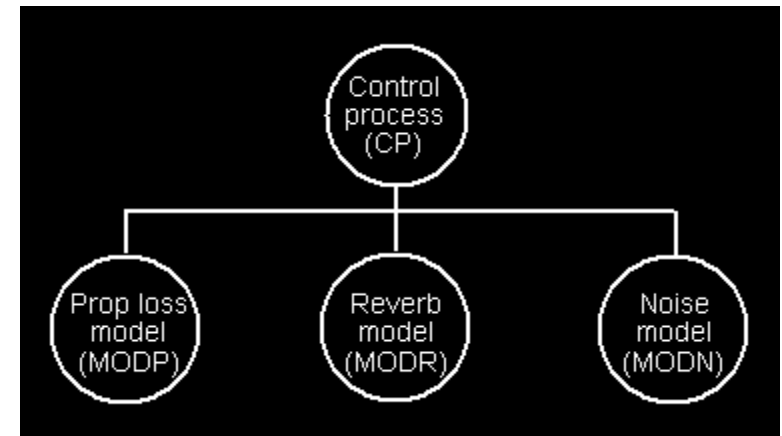 Control
process
(CP)
Prop loss
model
(MODP)
Reverb
model
(MODR)
Noise
model
(MODN)